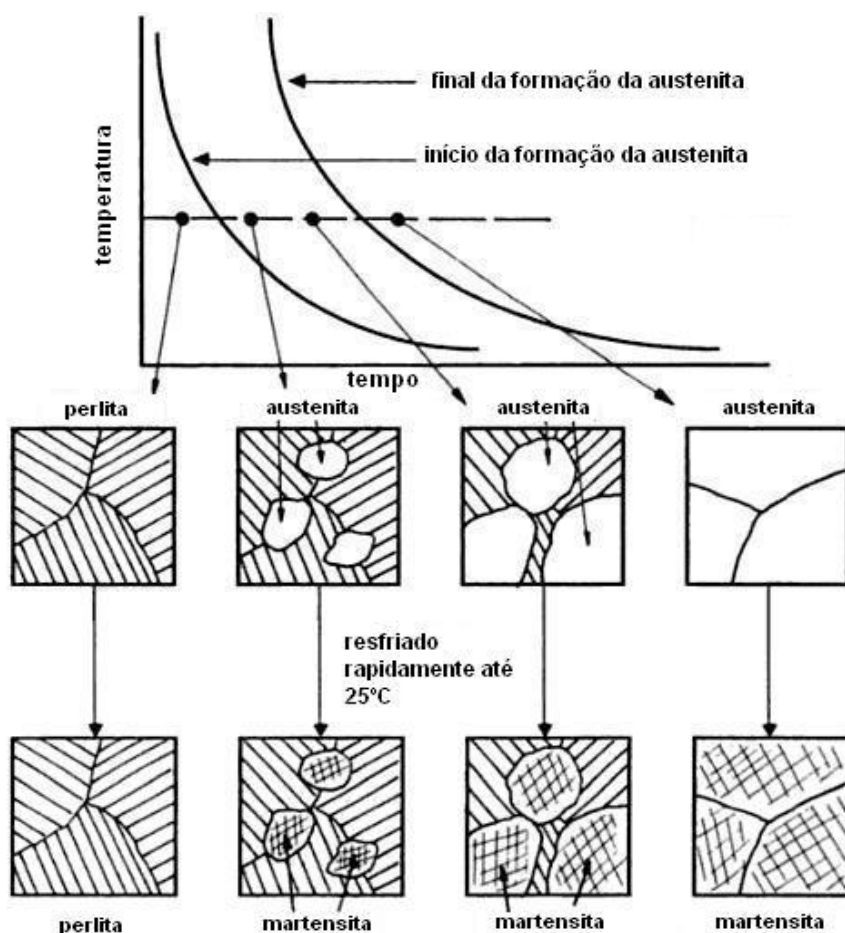 final da formação da austenita
início da formação da austenita
temperatura
tempo
perlita
austenita
austenita
austenita
resfriado
rapidamente até
25°C
perlita
martensita
martensita
martensita